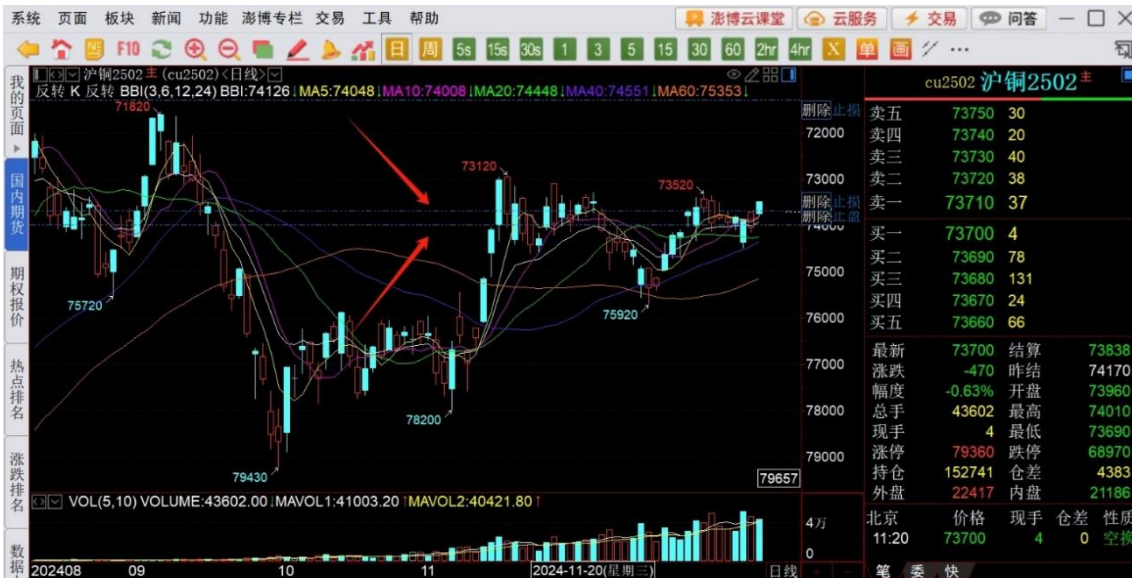 系统 页面 板块 新闻 功能 澎博专栏 交易 工具 帮助 澎博云课堂 云服务 交易 问答
F10 日 周 5s 15s 30s 1 3 5 15 30 60 2hr 4hr X 单 画
我的页面
国内期货
期权报价
热点排名
涨跌排名
数据
沪铜2502主 (cu2502)<日线>
反转 K 反转 BBI(3,6,12,24) BBI:74126↓MA5:74048↓MA10:74008↓MA20:74448↓MA40:74551↓MA60:75353↓
71820
73120
73520
75720
75920
78200
79430
删除止损
72000
73000
删除止损
删除止盈
74000
75000
76000
77000
78000
79000
79657
VOL(5,10) VOLUME:43602.00↓MAVOL1:41003.20↑MAVOL2:40421.80↑
4万
0
202408 09 10 11 2024-11-20(星期三) 日线
cu2502 沪铜2502主
卖五 73750 30
卖四 73740 20
卖三 73730 40
卖二 73720 38
卖一 73710 37
买一 73700 4
买二 73690 78
买三 73680 131
买四 73670 24
买五 73660 66
最新 73700 结算 73838
涨跌 -470 昨结 74170
幅度 -0.63% 开盘 73960
总手 43602 最高 74010
现手 4 最低 73690
涨停 79360 跌停 68970
持仓 152741 仓差 4383
外盘 22417 内盘 21186
北京 价格 现手 仓差 性质
11:20 73700 4 0 空换
笔 委 快